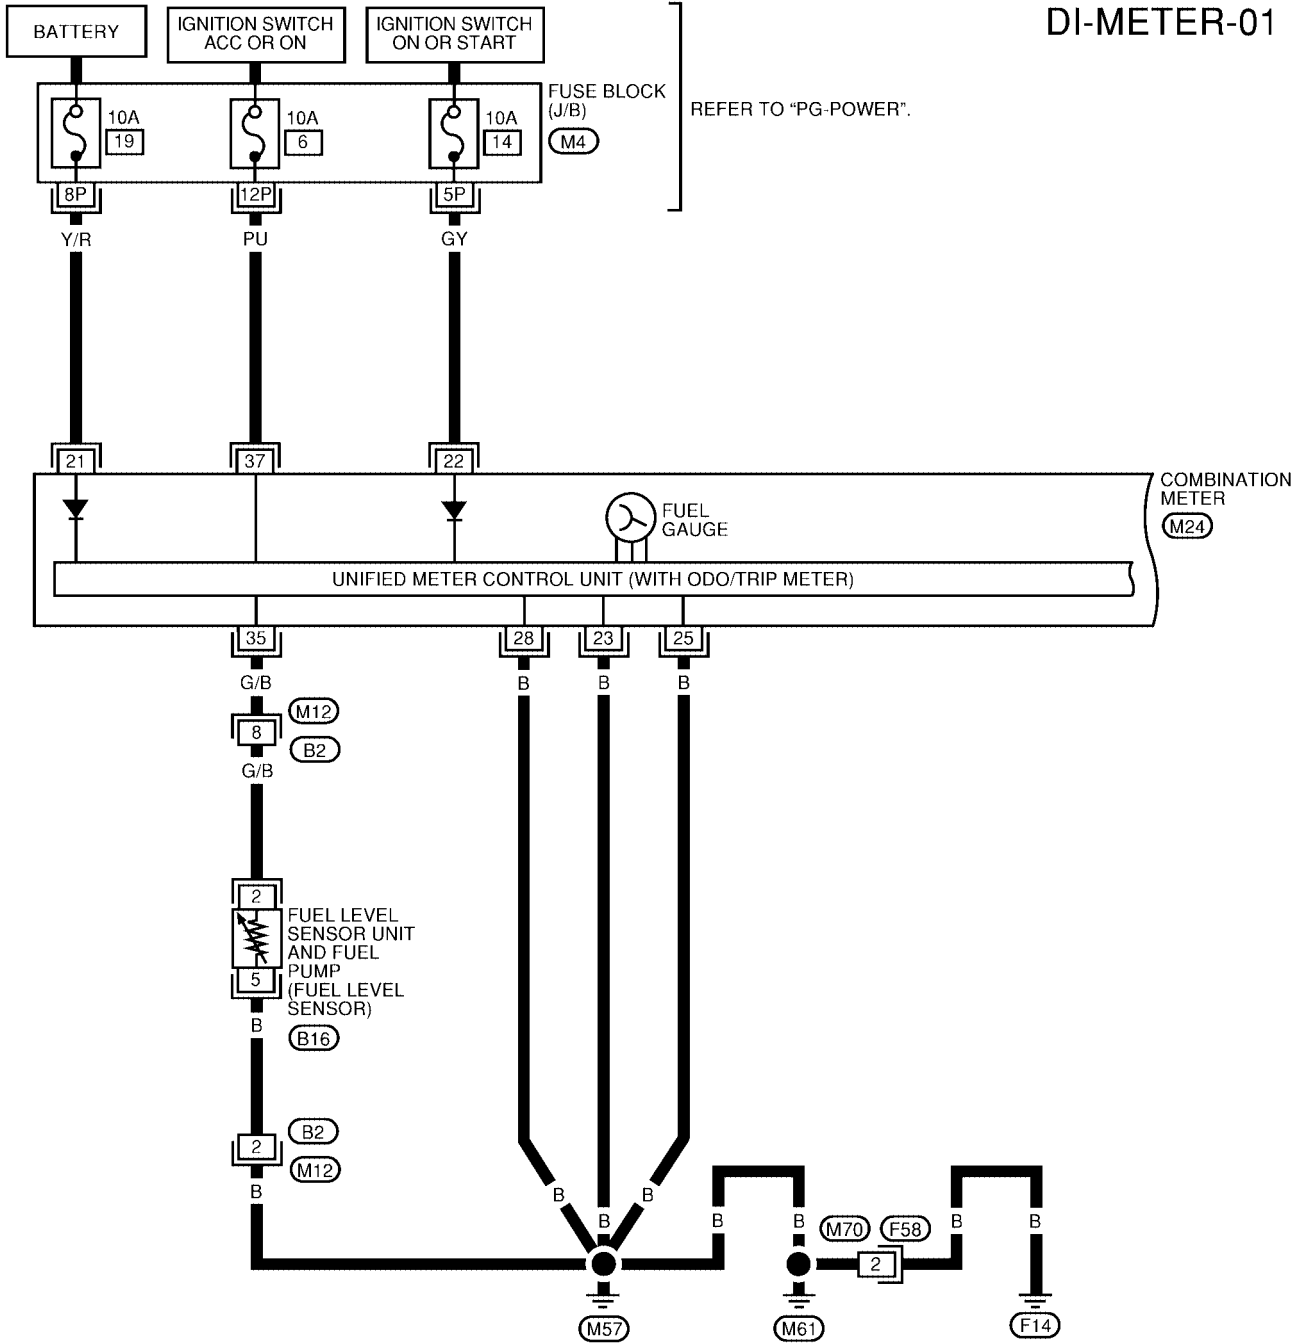 DI-METER-01
BATTERY
IGNITION SWITCH
ACC OR ON
IGNITION SWITCH
ON OR START
10A
19
10A
6
10A
14
FUSE BLOCK
(J/B)
M4
REFER TO “PG-POWER”.
8P
12P
5P
Y/R
PU
GY
21
37
22
COMBINATION
METER
M24
FUEL
GAUGE
UNIFIED METER CONTROL UNIT (WITH ODO/TRIP METER)
35
28
23
25
G/B
B
B
B
M12
8
B2
G/B
2
FUEL LEVEL
SENSOR UNIT
AND FUEL
PUMP
(FUEL LEVEL
SENSOR)
5
B
B16
B2
2
M12
B
B
B
B
B
B
M70
F58
B
B
2
M57
M61
F14